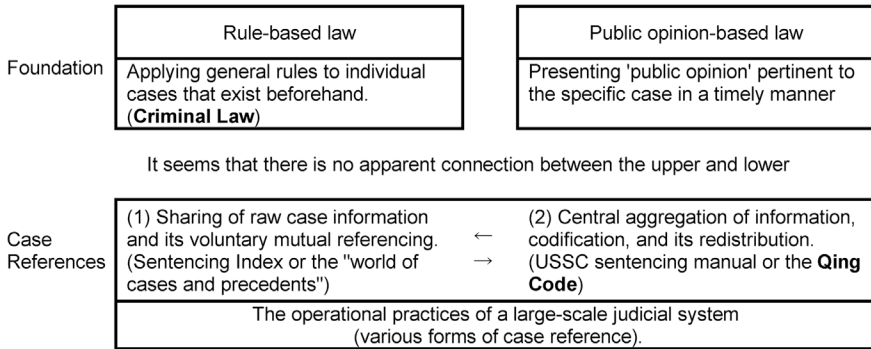 Rule-based law
Public opinion-based law
Foundation
Applying general rules to individual
cases that exist beforehand.
(Criminal Law)
Presenting 'public opinion' pertinent to
the specific case in a timely manner
It seems that there is no apparent connection between the upper and lower
Case
References
(1) Sharing of raw case information
and its voluntary mutual referencing.
(Sentencing Index or the "world of
cases and precedents")
←
→
(2) Central aggregation of information,
codification, and its redistribution.
(USSC sentencing manual or the Qing
Code)
The operational practices of a large-scale judicial system
(various forms of case reference).